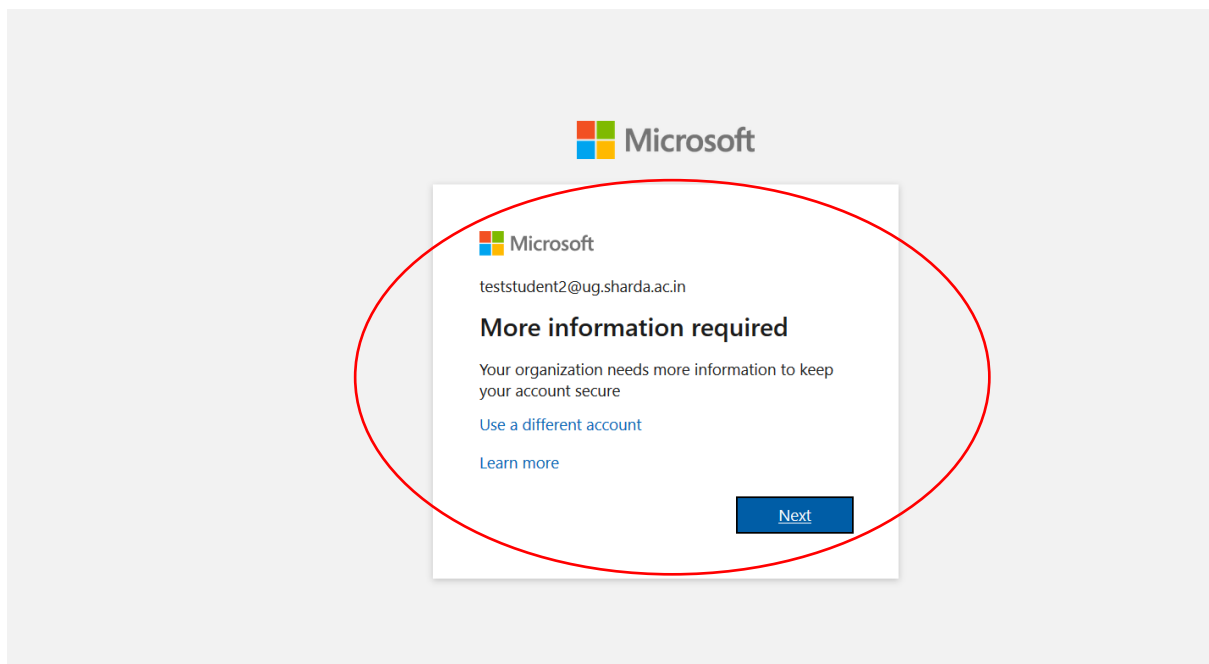 Microsoft
Microsoft
teststudent2@ug.sharda.ac.in
More information required
Your organization needs more information to keep
your account secure
Use a different account
Learn more
Next